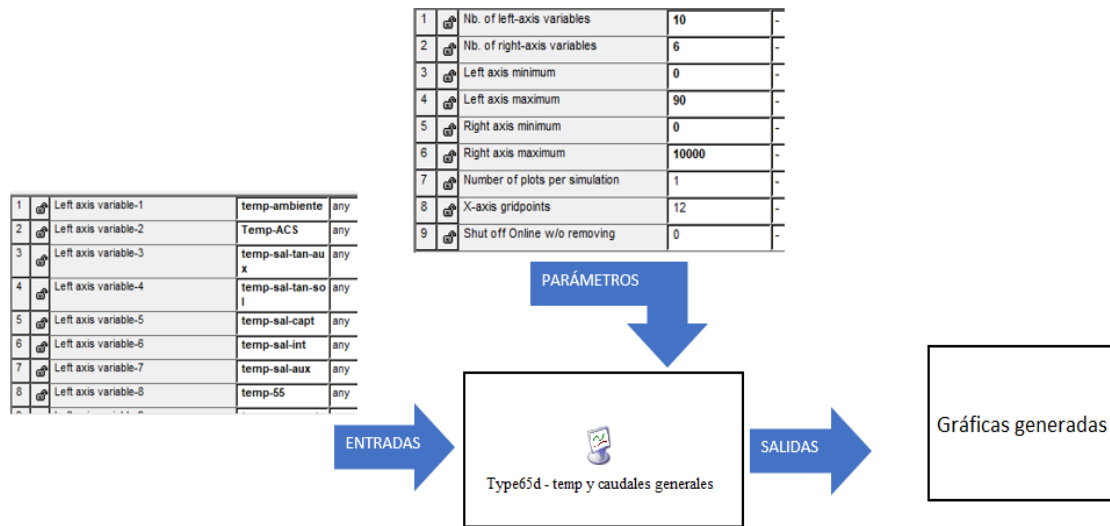 1 Nb. of left-axis variables 10 -
2 Nb. of right-axis variables 6 -
3 Left axis minimum 0 -
4 Left axis maximum 90 -
5 Right axis minimum 0 -
6 Right axis maximum 10000 -
7 Number of plots per simulation 1 -
8 X-axis gridpoints 12 -
9 Shut off Online w/o removing 0 -
1 Left axis variable-1 temp-ambiente any
2 Left axis variable-2 Temp-ACS any
3 Left axis variable-3 temp-sal-tan-au any
x
4 Left axis variable-4 temp-sal-tan-so any
l
5 Left axis variable-5 temp-sal-capt any
6 Left axis variable-6 temp-sal-int any
7 Left axis variable-7 temp-sal-aux any
8 Left axis variable-8 temp-55 any
PARÁMETROS
ENTRADAS
Type65d - temp y caudales generales
SALIDAS
Gráficas generadas